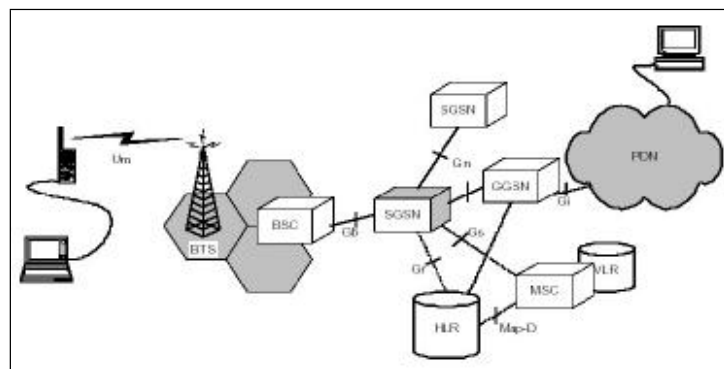 SGSN
Um
Gn
PDN
GGSN
Gi
BSC
SGSN
Gb
BTS
Gs
Gr
VLR
MSC
HLR
Map-D